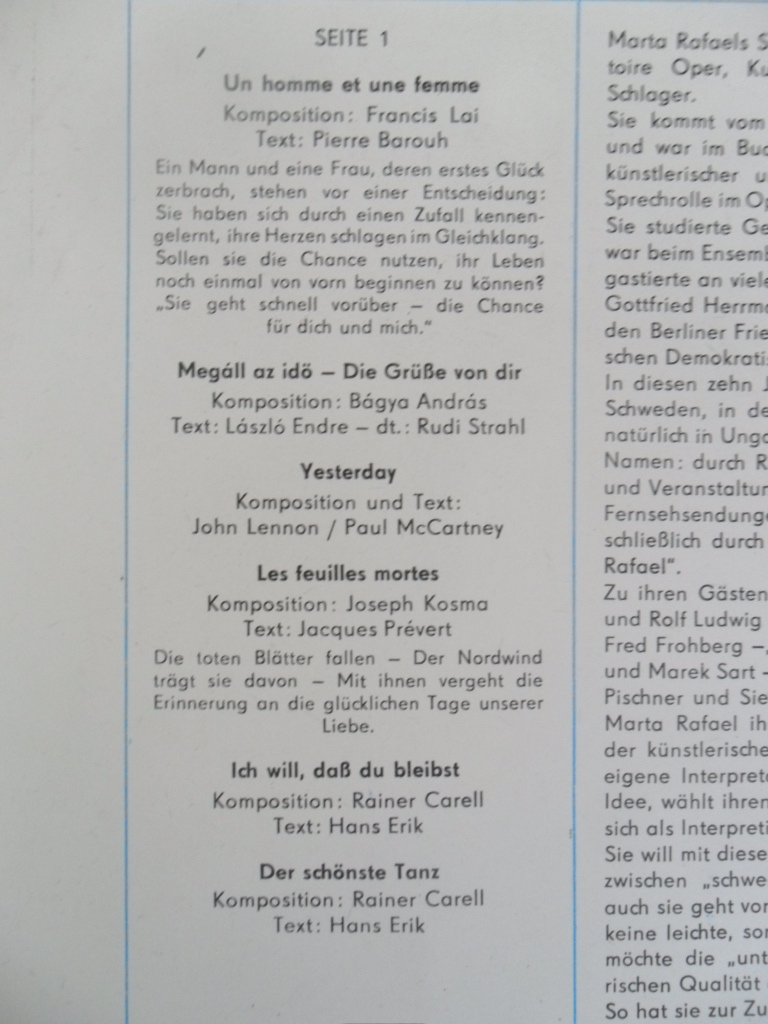 SEITE 1
Un homme et une femme
Komposition: Francis Lai
Text: Pierre Barouh
Ein Mann und eine Frau, deren erstes Glück
zerbrach, stehen vor einer Entscheidung:
Sie haben sich durch einen Zufall kennen-
gelernt, ihre Herzen schlagen im Gleichklang.
Sollen sie die Chance nutzen, ihr Leben
noch einmal von vorn beginnen zu können?
„Sie geht schnell vorüber – die Chance
für dich und mich.“
Megáll az idö – Die Grüße von dir
Komposition: Bágya András
Text: László Endre – dt.: Rudi Strahl
Yesterday
Komposition und Text:
John Lennon / Paul McCartney
Les feuilles mortes
Komposition: Joseph Kosma
Text: Jacques Prévert
Die toten Blätter fallen – Der Nordwind
trägt sie davon – Mit ihnen vergeht die
Erinnerung an die glücklichen Tage unserer
Liebe.
Ich will, daß du bleibst
Komposition: Rainer Carell
Text: Hans Erik
Der schönste Tanz
Komposition: Rainer Carell
Text: Hans Erik
Marta Rafaels
toire Oper,
Schlager.
Sie kommt vom
und war im
künstlerischer
Sprechrolle im
Sie studierte
war beim
gastierte an
Gottfried
den Berliner
schen
In diesen zehn
Schweden, in
natürlich in
Namen: durch
und
schließlich durch
Rafael“.
Zu ihren Gästen
und Rolf Ludwig
Fred Frohberg –
und Marek Sart –
Pischner und
Marta Rafael
der
eigene
Idee, wählt ihren
sich als
Sie will mit
zwischen
auch sie geht
keine leichte,
möchte die
rischen Qualität
So hat sie zur